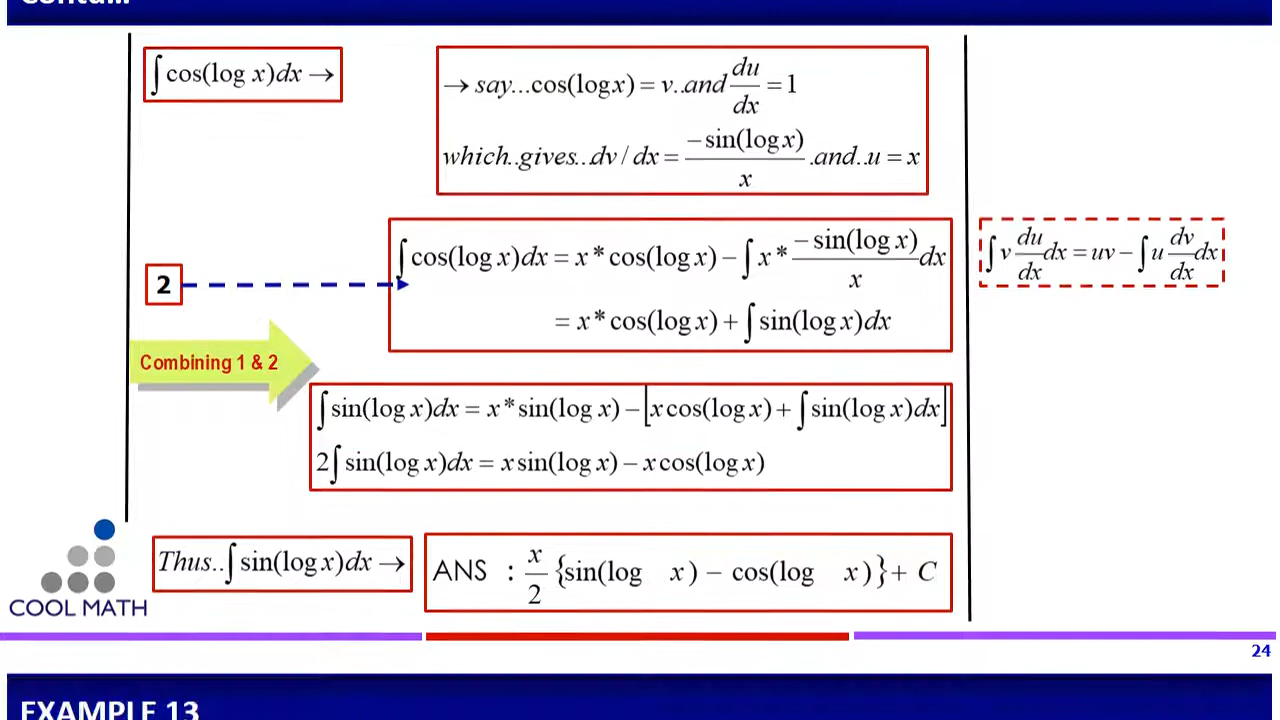 Contd...
∫cos(log x)dx →
→ say...cos(log x) = v..and du/dx = 1
which..gives..dv / dx = −sin(log x)/x .and..u = x
2
∫cos(log x)dx = x * cos(log x) − ∫ x * −sin(log x)/x dx
= x * cos(log x) + ∫ sin(log x)dx
∫ v du/dx dx = uv − ∫ u dv/dx dx
Combining 1 & 2
∫sin(log x)dx = x * sin(log x) − [x cos(log x) + ∫ sin(log x)dx]
2∫ sin(log x)dx = x sin(log x) − x cos(log x)
Thus..∫ sin(log x)dx →
ANS : x/2 {sin(log x) − cos(log x)} + C
COOL MATH
24
EXAMPLE 13